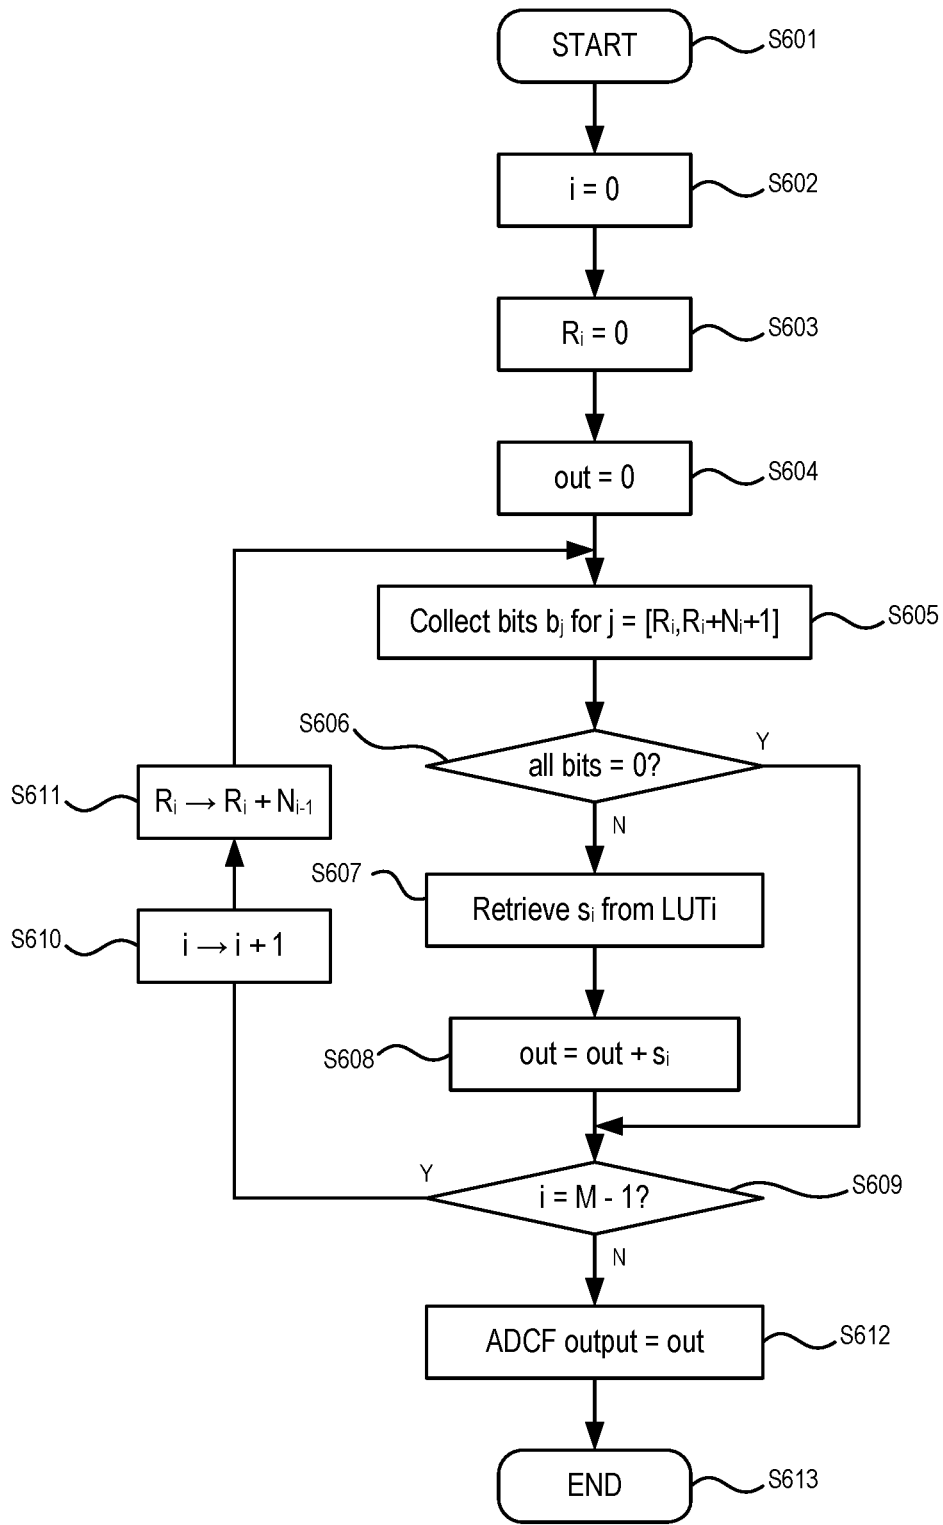 START
S601
i = 0
S602
Ri = 0
S603
out = 0
S604
Collect bits bj for j = [Ri,Ri+Ni+1]
S605
S606
all bits = 0?
Y
N
S611
Ri → Ri + Ni-1
S607
Retrieve si from LUTi
S610
i → i + 1
S608
out = out + si
Y
i = M - 1?
S609
N
ADCF output = out
S612
END
S613